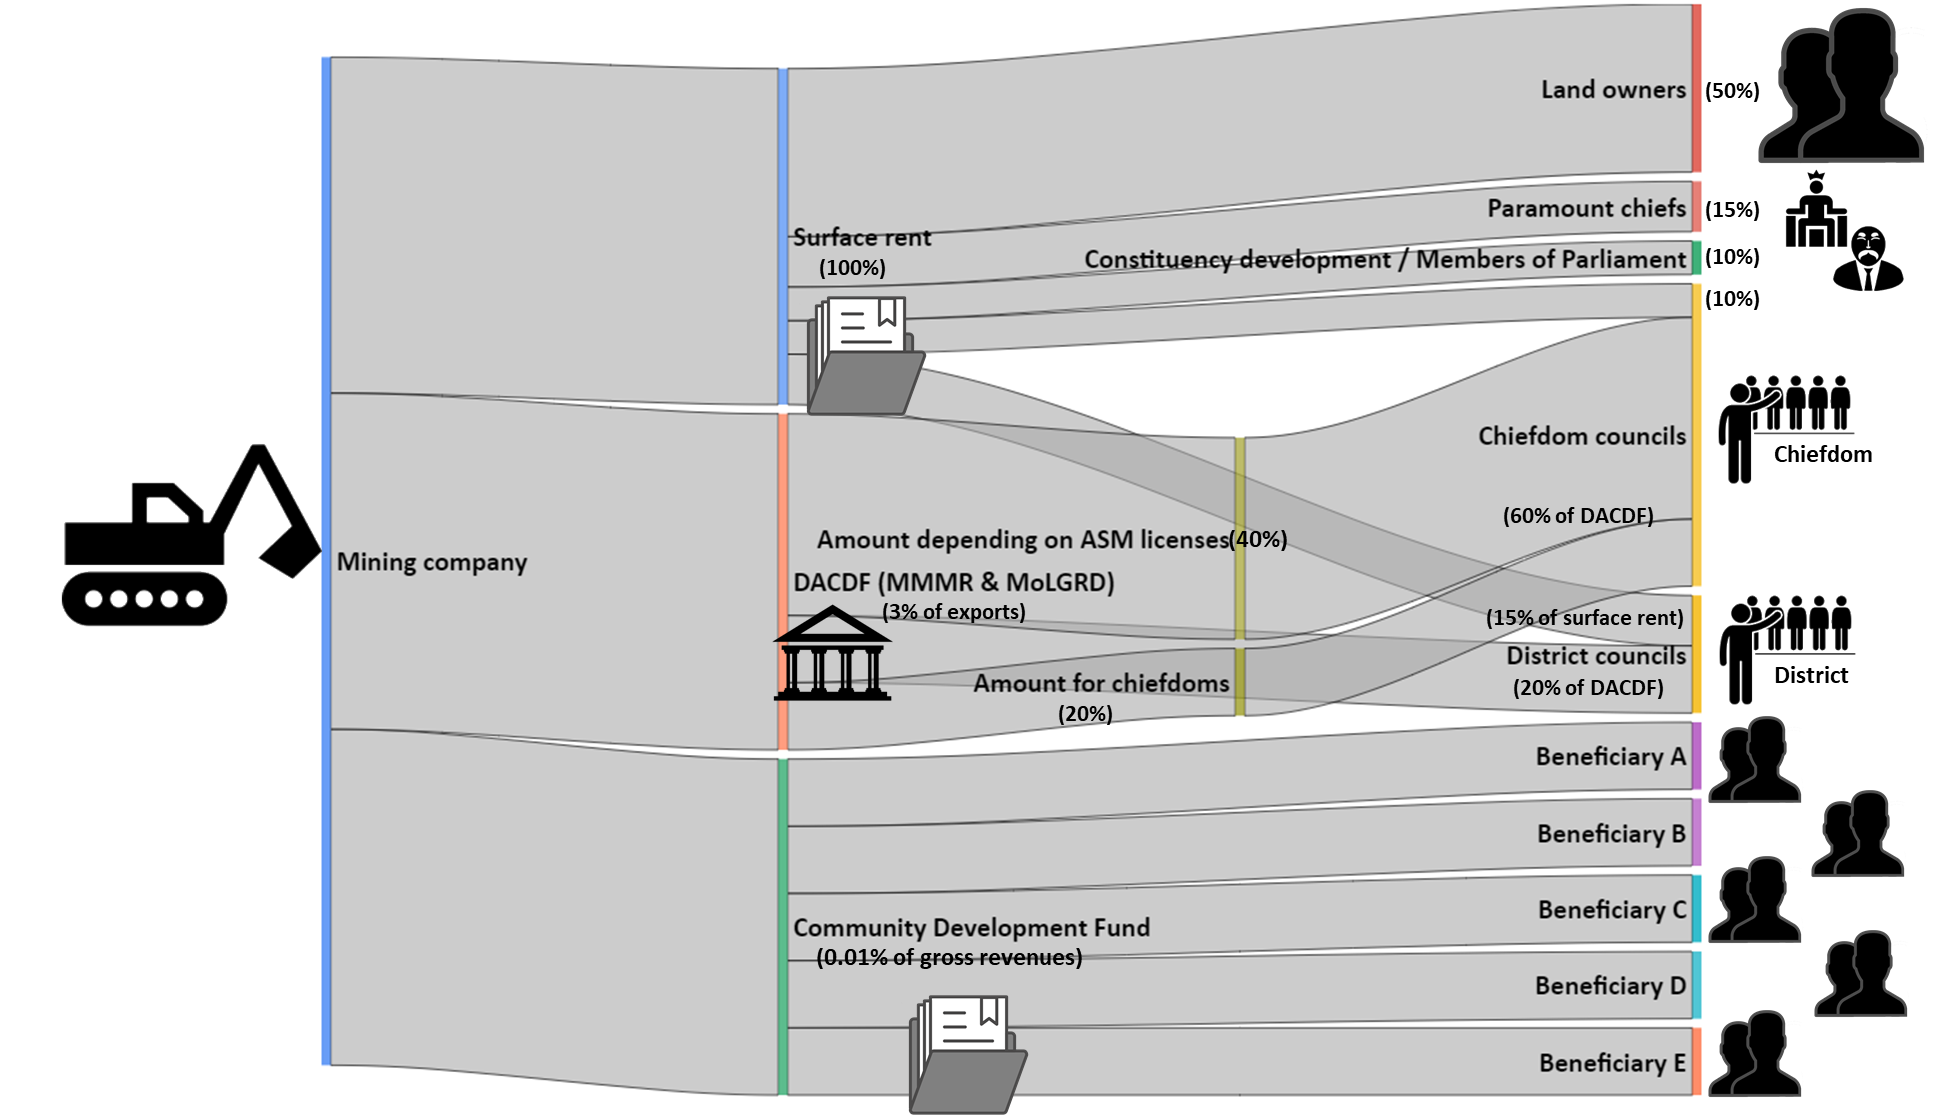 Land owners (50%)
Paramount chiefs (15%)
Surface rent
(100%)
Constituency development / Members of Parliament (10%)
(10%)
Chiefdom councils
Chiefdom
(60% of DACDF)
Amount depending on ASM licenses(40%)
Mining company
DACDF (MMMR & MoLGRD)
(3% of exports)
(15% of surface rent)
District councils
(20% of DACDF)
District
Amount for chiefdoms
(20%)
Beneficiary A
Beneficiary B
Beneficiary C
Community Development Fund
(0.01% of gross revenues)
Beneficiary D
Beneficiary E